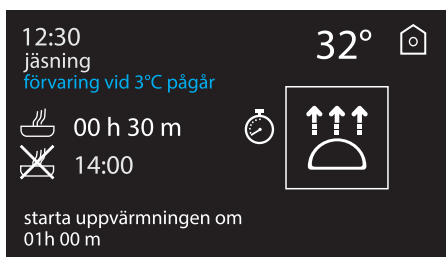 12:30
32°
jäsning
förvaring vid 3°C pågår
00 h 30 m
14:00
starta uppvärmningen om
01h 00 m